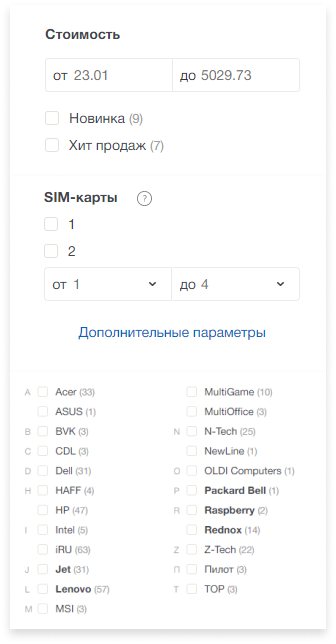 Стоимость
от 23.01 до 5029.73
Новинка (9)
Хит продаж (7)
SIM-карты ?
1
2
от 1 до 4
Дополнительные параметры
A Acer (33)
ASUS (1)
B BVK (3)
C CDL (3)
D Dell (31)
H HAFF (4)
HP (47)
I Intel (5)
iRU (63)
J Jet (31)
L Lenovo (57)
M MSI (3)
MultiGame (10)
MultiOffice (3)
N N-Tech (25)
NewLine (1)
O OLDI Computers (1)
P Packard Bell (1)
R Raspberry (2)
Rednox (14)
Z Z-Tech (22)
П Пилот (3)
Т ТОР (3)